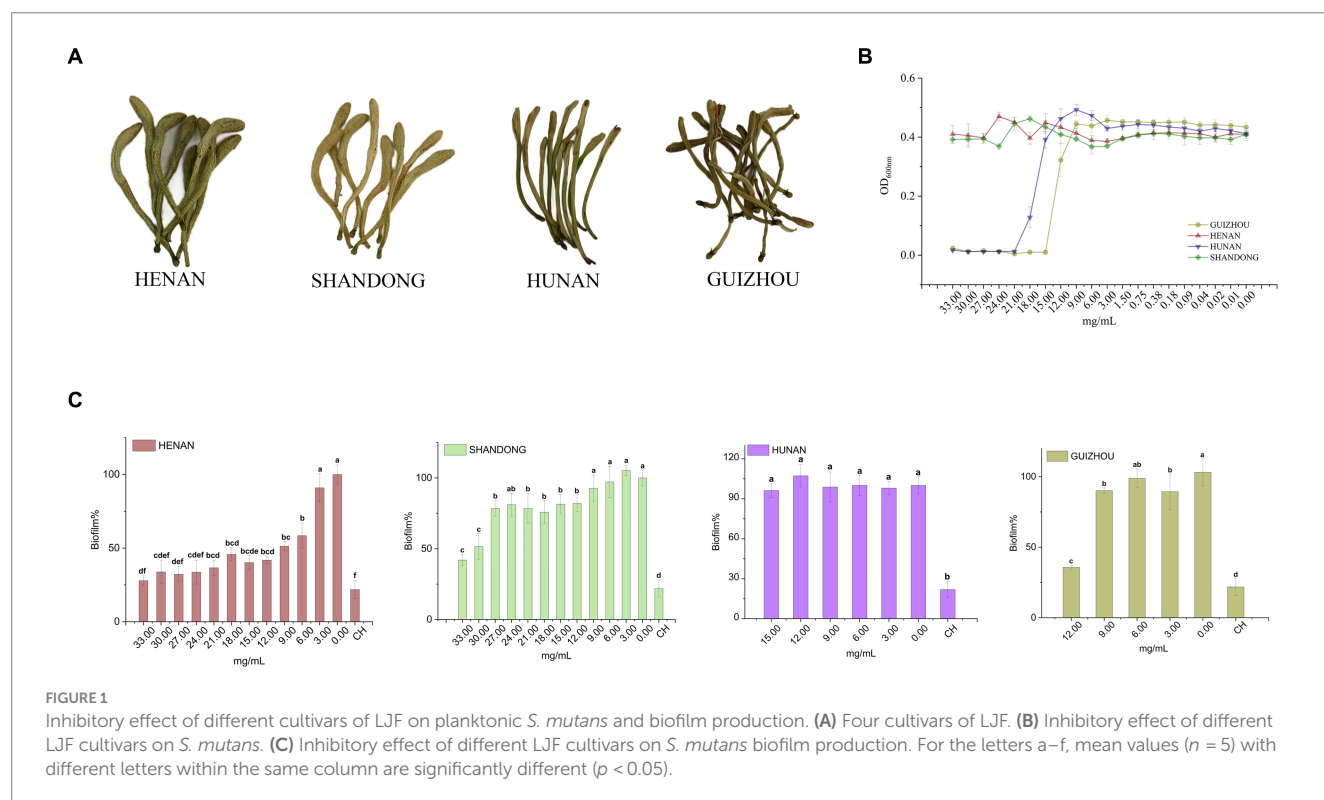 A
HENAN
SHANDONG
HUNAN
GUIZHOU
B
0.6
0.4
0.2
0.0
OD600nm
GUIZHOU
HENAN
HUNAN
SHANDONG
33.00 30.00 27.00 24.00 21.00 18.00 15.00 12.00 9.00 6.00 3.00 1.50 0.75 0.38 0.18 0.09 0.04 0.02 0.01 0.00
mg/mL
C
HENAN
100
50
0
Biofilm%
df cdef def cdef bcd bcd bcde bcd bc b a a f
33.00 30.00 27.00 24.00 21.00 18.00 15.00 12.00 9.00 6.00 3.00 0.00 CH
mg/mL
SHANDONG
100
50
0
Biofilm%
c c b ab b b b b a a a a d
33.00 30.00 27.00 24.00 21.00 18.00 15.00 12.00 9.00 6.00 3.00 0.00 CH
mg/mL
HUNAN
120
90
60
30
0
Biofilm%
a a a a a a b
15.00 12.00 9.00 6.00 3.00 0.00 CH
mg/mL
GUIZHOU
100
50
0
Biofilm%
c b ab b a d
12.00 9.00 6.00 3.00 0.00 CH
mg/mL
FIGURE 1
Inhibitory effect of different cultivars of LJF on planktonic S. mutans and biofilm production. (A) Four cultivars of LJF. (B) Inhibitory effect of different
LJF cultivars on S. mutans. (C) Inhibitory effect of different LJF cultivars on S. mutans biofilm production. For the letters a–f, mean values (n = 5) with
different letters within the same column are significantly different (p < 0.05).